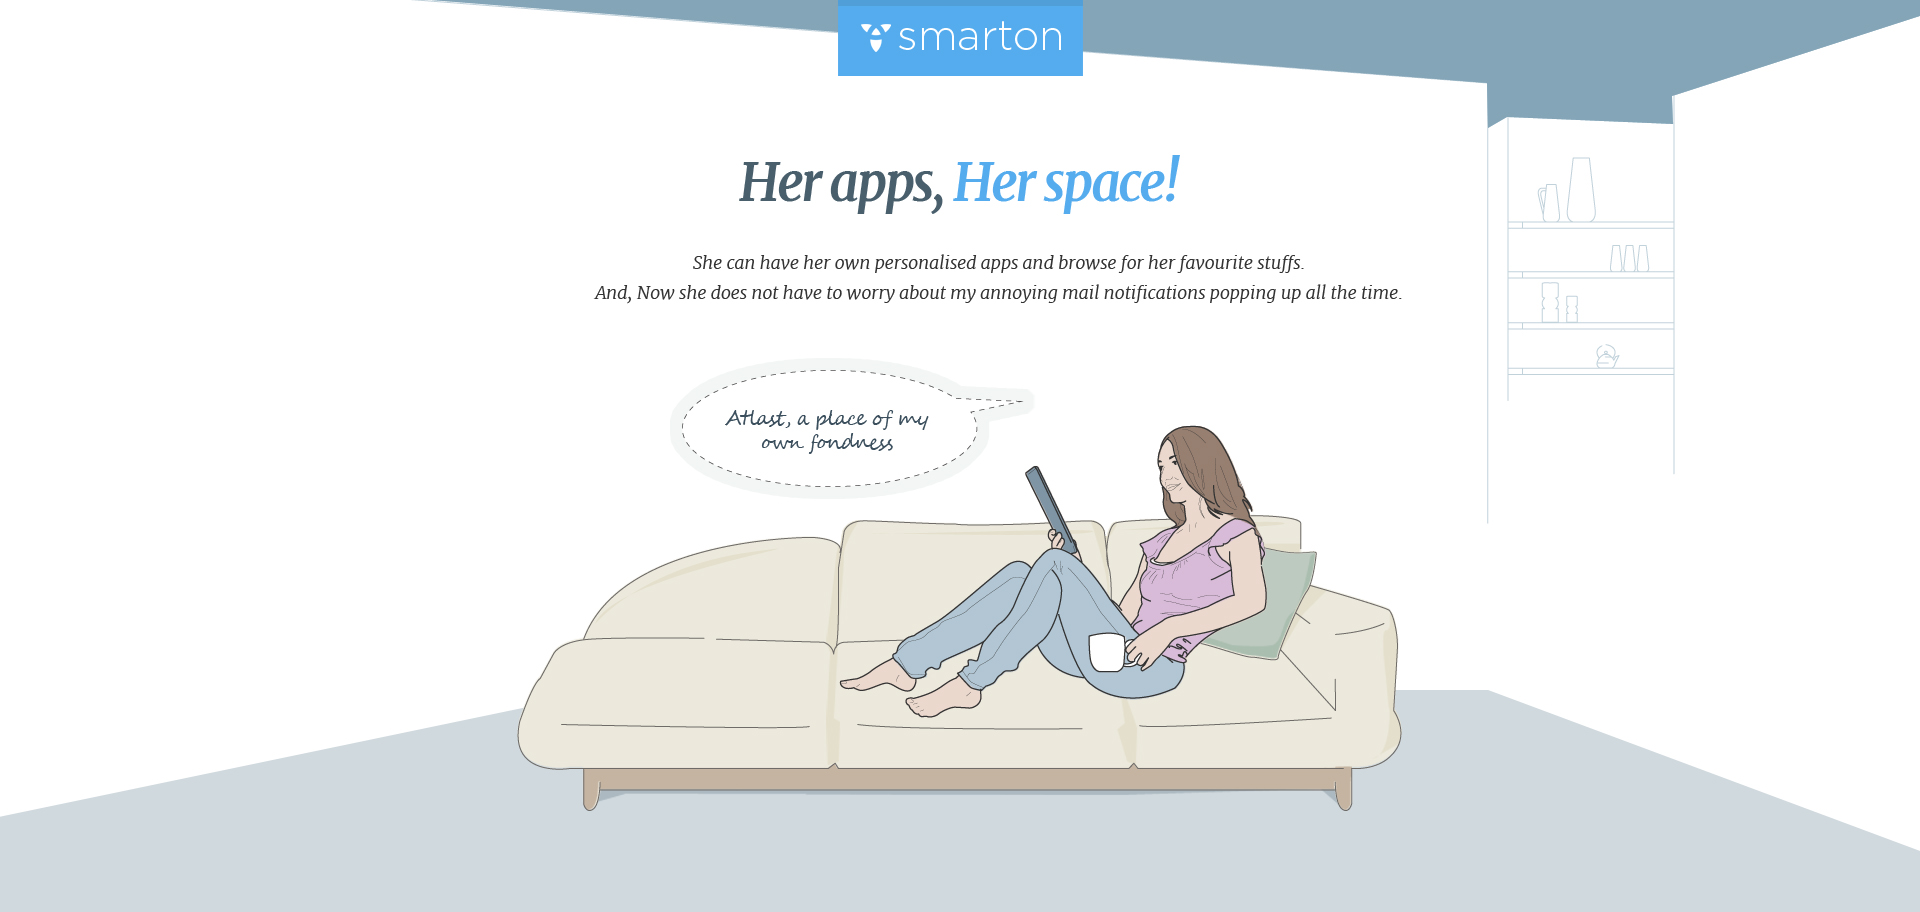 smarton
Her apps, Her space!
She can have her own personalised apps and browse for her favourite stuffs.
And, Now she does not have to worry about my annoying mail notifications popping up all the time.
Atlast, a place of my
own fondness